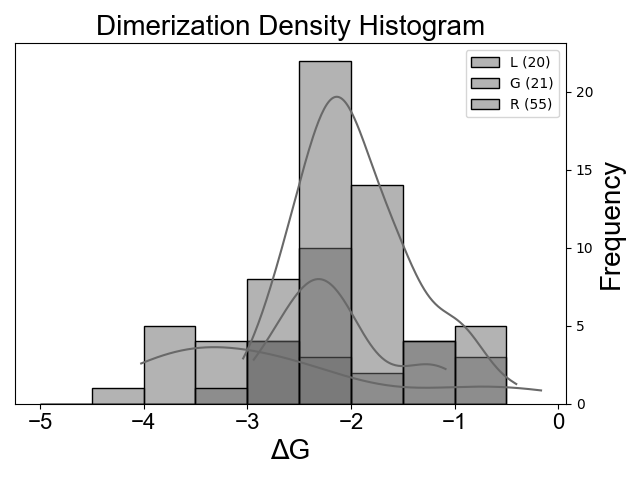 Dimerization Density Histogram
L (20)
G (21)
R (55)
20
15
10
5
0
Frequency
−5 −4 −3 −2 −1 0
ΔG